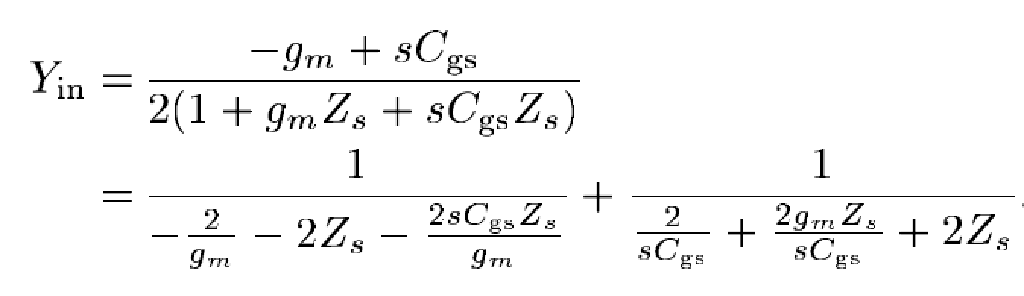 Y_in = (-g_m + sC_gs) / (2(1 + g_m Z_s + sC_gs Z_s))
= 1 / (-2/g_m - 2Z_s - 2sC_gs Z_s/g_m) + 1 / (2/sC_gs + 2g_m Z_s/sC_gs + 2Z_s).